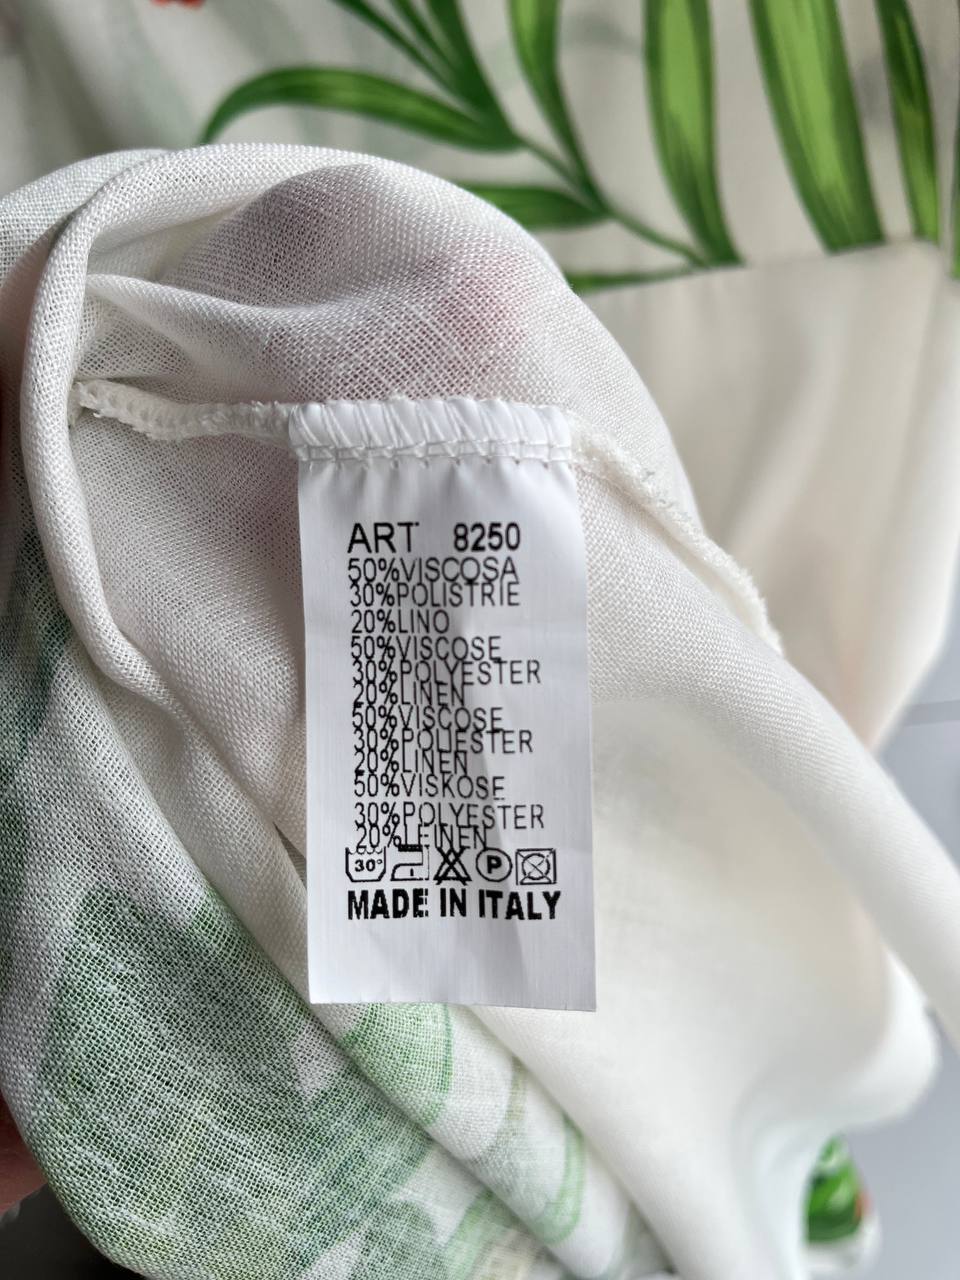 ART 8250
50%VISCOSA
30%POLISTRIE
20%LINO
50%VISCOSE
30%POLYESTER
20%LINEN
50%VISCOSE
30%POLIESTER
20%LINEN
50%VISKOSE
30%POLYESTER
20%LEINEN
30° P
MADE IN ITALY